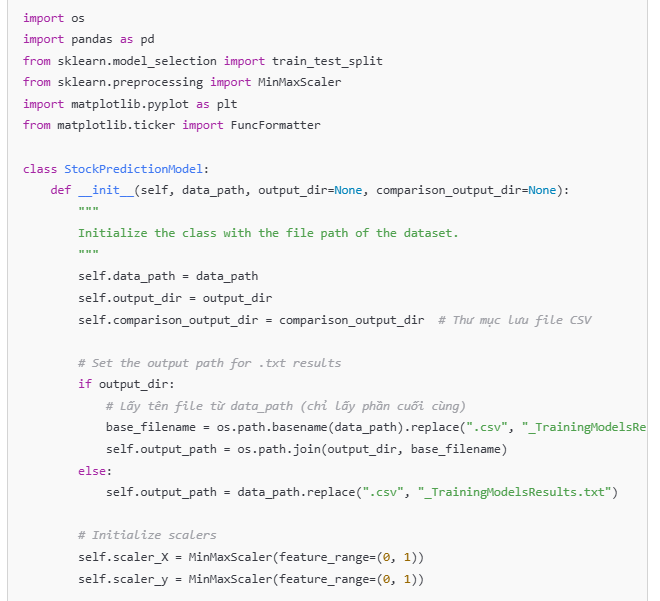 import os
import pandas as pd
from sklearn.model_selection import train_test_split
from sklearn.preprocessing import MinMaxScaler
import matplotlib.pyplot as plt
from matplotlib.ticker import FuncFormatter
class StockPredictionModel:
    def __init__(self, data_path, output_dir=None, comparison_output_dir=None):
        """
        Initialize the class with the file path of the dataset.
        """
        self.data_path = data_path
        self.output_dir = output_dir
        self.comparison_output_dir = comparison_output_dir  # Thư mục lưu file CSV
        # Set the output path for .txt results
        if output_dir:
            # Lấy tên file từ data_path (chỉ lấy phần cuối cùng)
            base_filename = os.path.basename(data_path).replace(".csv", "_TrainingModelsRe
            self.output_path = os.path.join(output_dir, base_filename)
        else:
            self.output_path = data_path.replace(".csv", "_TrainingModelsResults.txt")
        # Initialize scalers
        self.scaler_X = MinMaxScaler(feature_range=(0, 1))
        self.scaler_y = MinMaxScaler(feature_range=(0, 1))